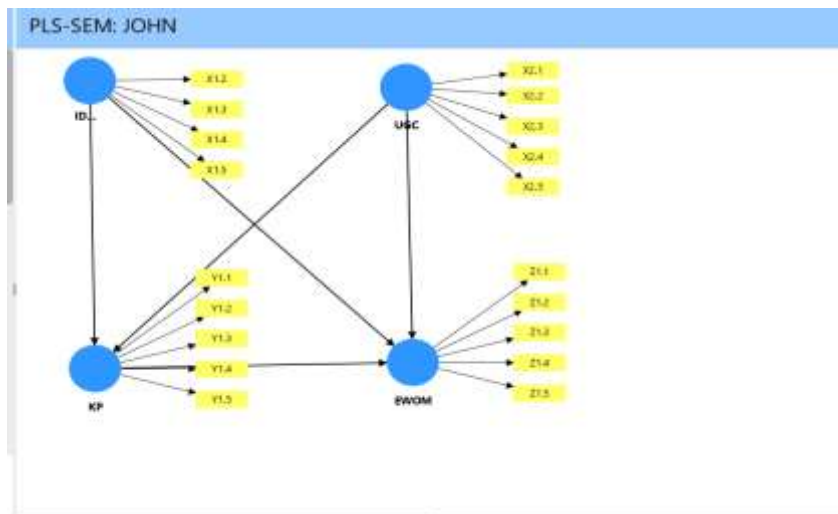 PLS-SEM: JOHN
ID...
X1.2
X1.3
X1.4
X1.5
UGC
X2.1
X2.2
X2.3
X2.4
X2.5
KP
Y1.1
Y1.2
Y1.3
Y1.4
Y1.5
EWOM
Z1.1
Z1.2
Z1.3
Z1.4
Z1.5